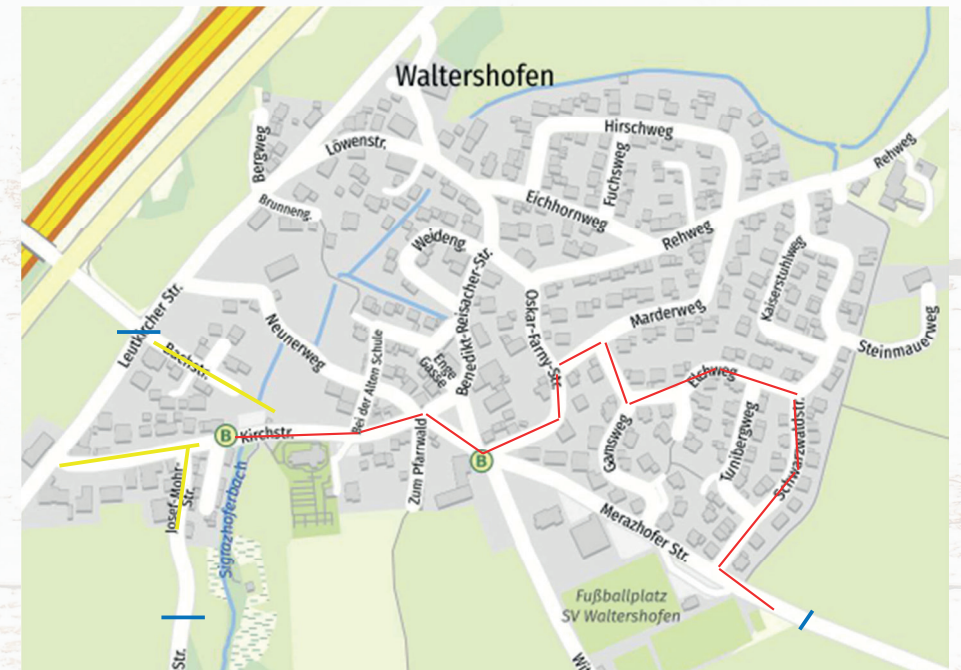 Waltershofen
Hirschweg
Rehweg
Bergweg
Löwenstr.
Fuchsweg
Brunneng.
Eichhornweg
Weideng.
Rehweg
Kaiserstuhlweg
Benedikt-Reisacher-Str.
Oskar-Farny-Str.
Marderweg
Leutkircher Str.
Neunerweg
Steinmauerweg
Bachstr.
Bei der Alten Schule
Enge
Gasse
Elchweg
B Kirchstr.
Zum Pfarrwald
B
Gamsweg
Tunibergweg
Schwarzwaldstr.
Josef-Mohr-
Str.
Sigrazhoferbach
Merazhofer Str.
Fußballplatz
SV Waltershofen
Str.